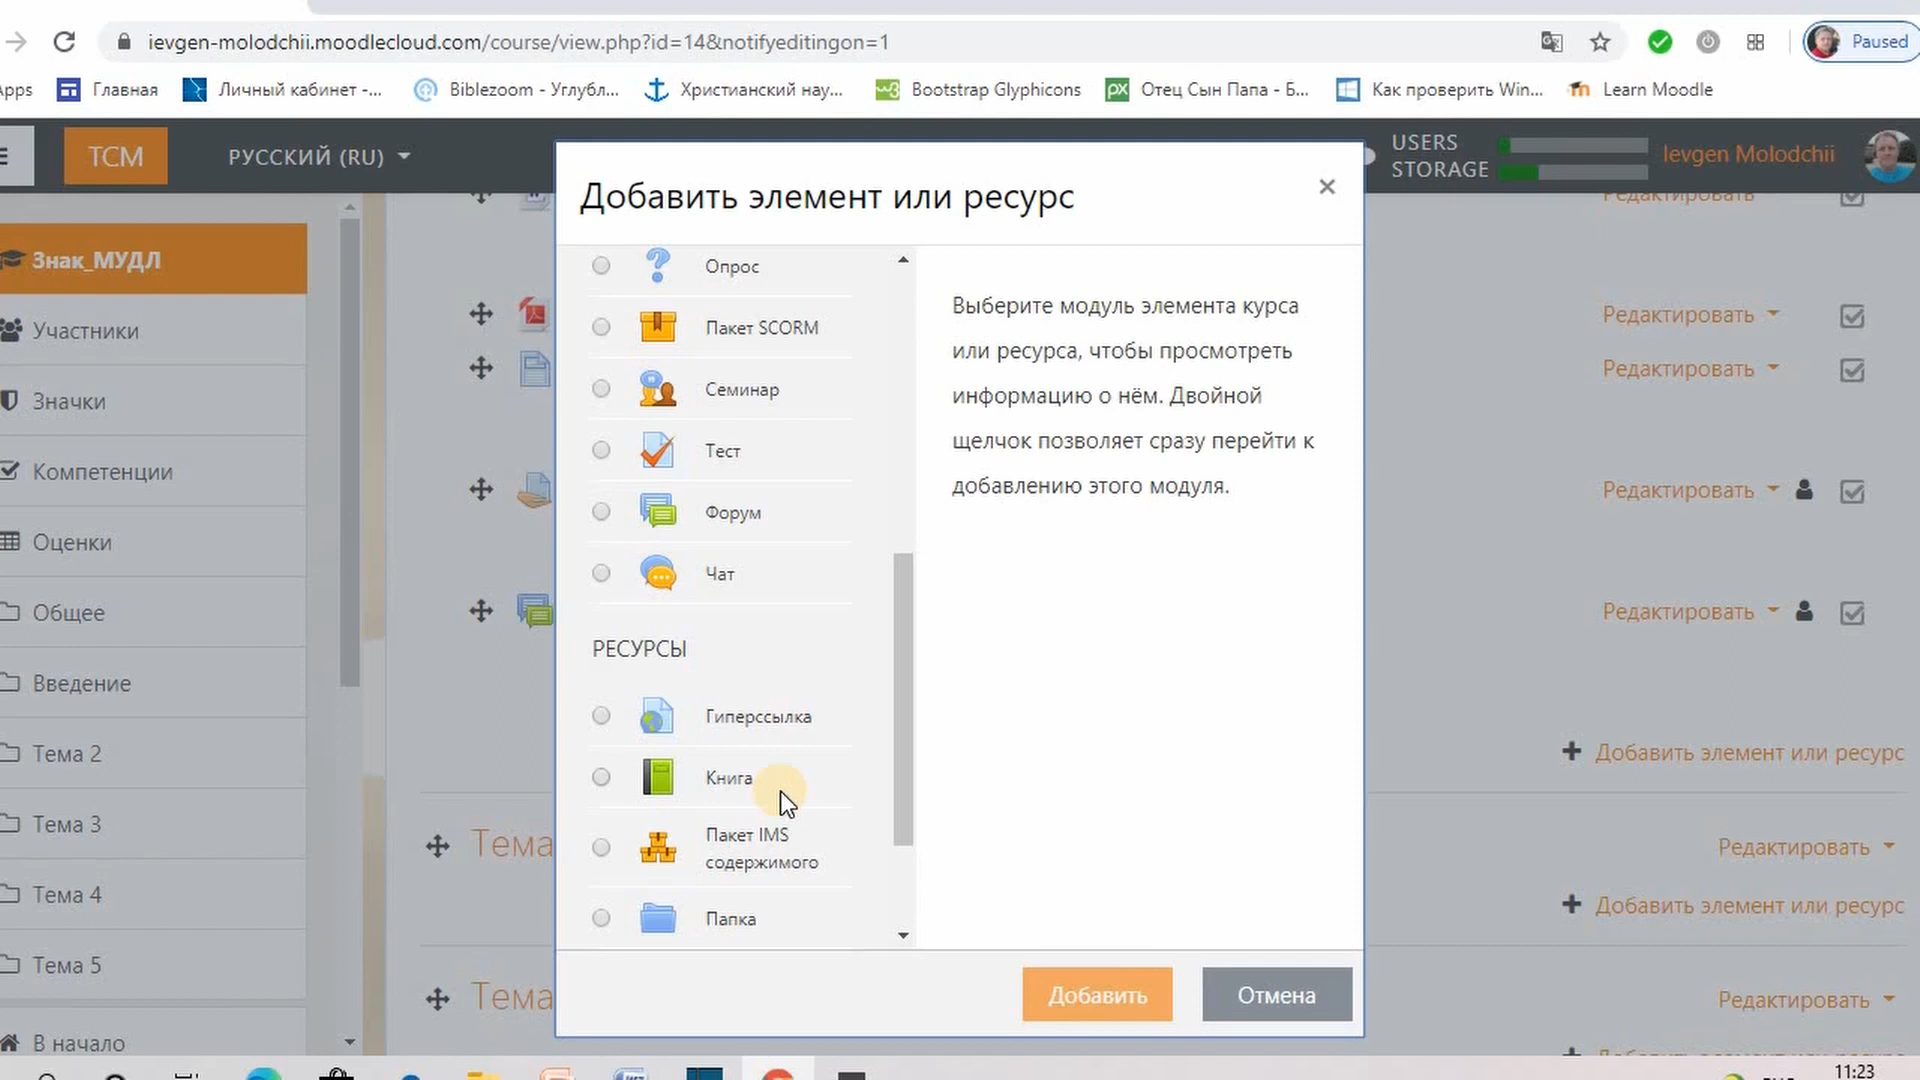 ievgen-molodchii.moodlecloud.com/course/view.php?id=14&notifyeditingon=1
Paused
Главная
Личный кабинет -...
Biblezoom - Углубл...
Христианский нау...
Bootstrap Glyphicons
Отец Сын Папа - Б...
Как проверить Win...
Learn Moodle
ТСМ
РУССКИЙ (RU)
USERS
STORAGE
Ievgen Molodchii
Знак_МУДЛ
Участники
Значки
Компетенции
Оценки
Общее
Введение
Тема 2
Тема 3
Тема 4
Тема 5
В начало
Добавить элемент или ресурс
×
Опрос
Пакет SCORM
Семинар
Тест
Форум
Чат
РЕСУРСЫ
Гиперссылка
Книга
Пакет IMS
содержимого
Папка
Выберите модуль элемента курса
или ресурса, чтобы просмотреть
информацию о нём. Двойной
щелчок позволяет сразу перейти к
добавлению этого модуля.
Добавить
Отмена
Редактировать
Редактировать
Редактировать
Редактировать
Редактировать
Добавить элемент или ресурс
Тема
Редактировать
Добавить элемент или ресурс
Тема
Редактировать
11:23